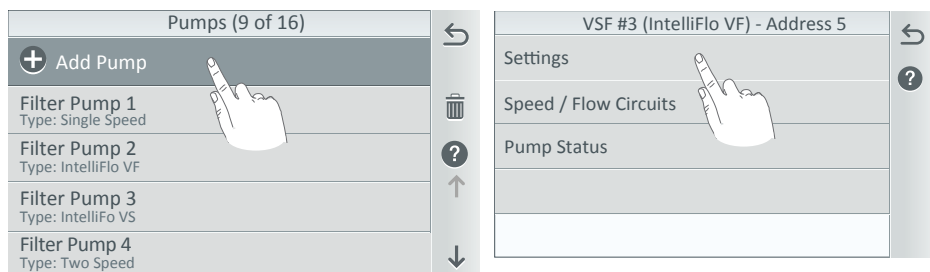 Pumps (9 of 16)
Add Pump
Filter Pump 1
Type: Single Speed
Filter Pump 2
Type: IntelliFlo VF
Filter Pump 3
Type: IntelliFo VS
Filter Pump 4
Type: Two Speed
?
VSF #3 (IntelliFlo VF) - Address 5
Settings
Speed / Flow Circuits
Pump Status
?